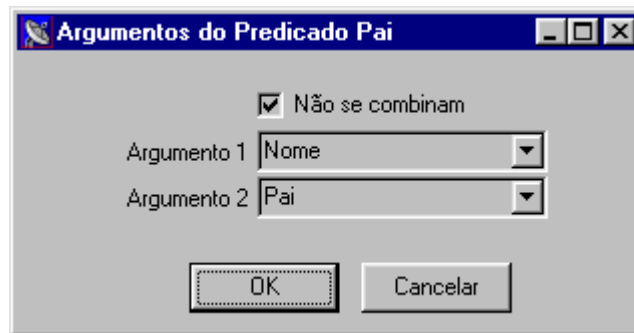 Argumentos do Predicado Pai
Não se combinam
Argumento 1 Nome
Argumento 2 Pai
OK Cancelar